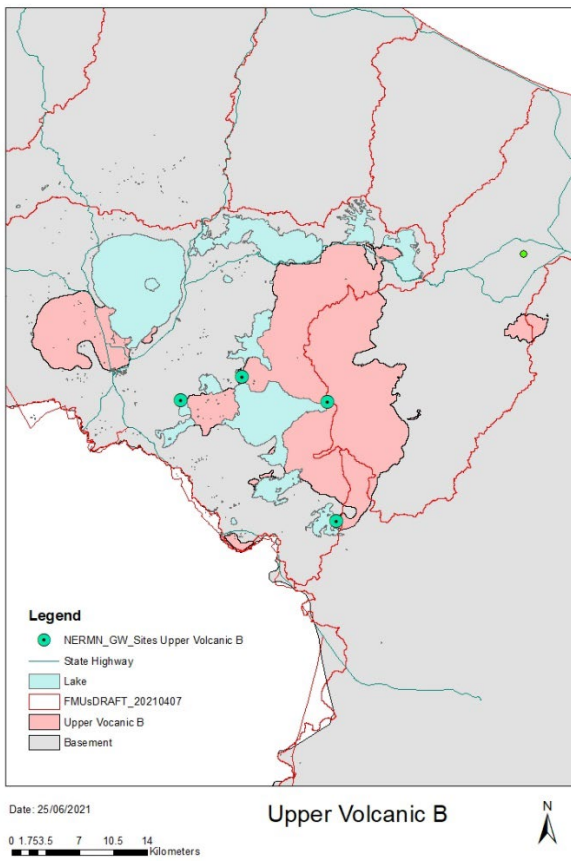 Legend
NERMN_GW_Sites Upper Volcanic B
State Highway
Lake
FMUsDRAFT_20210407
Upper Vocanic B
Basement
Date: 25/06/2021
Upper Volcanic B
N
0 1.753.5 7 10.5 14
Kilometers